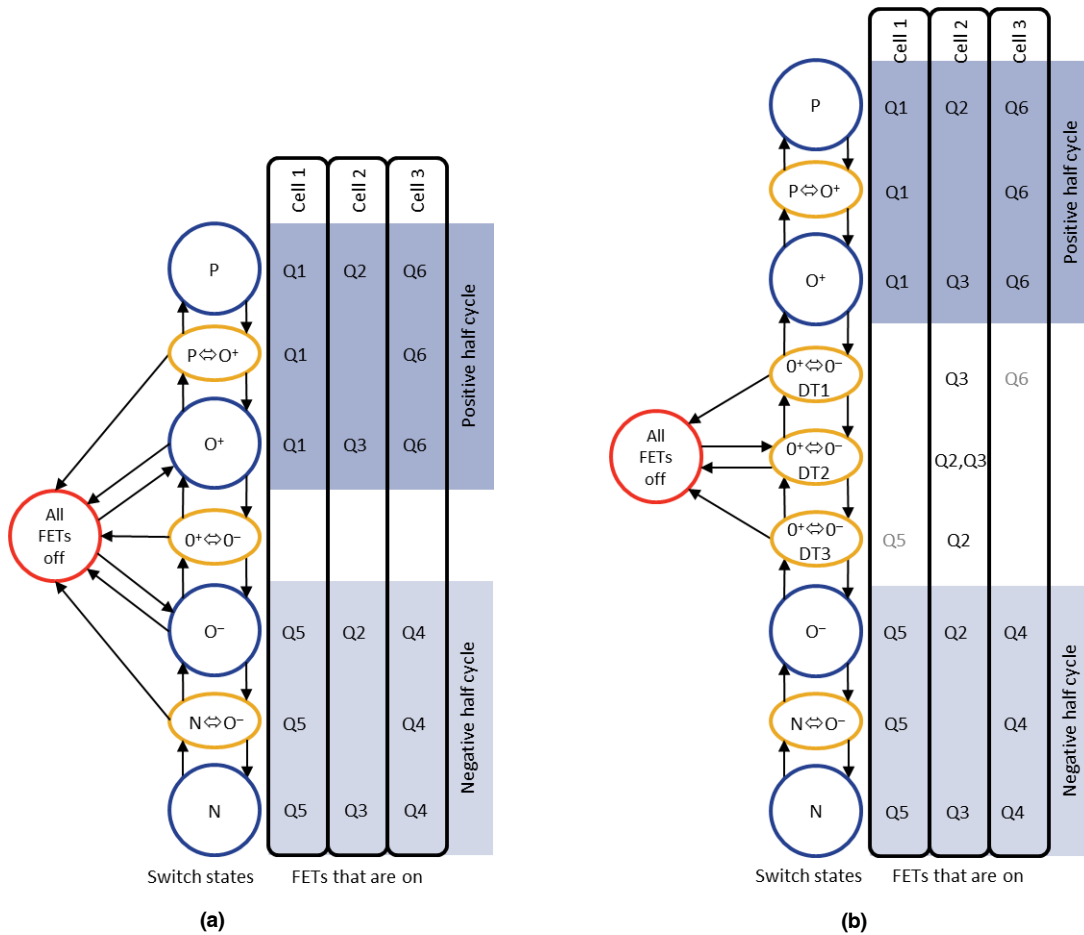 Cell 1
Cell 2
Cell 3
P
Q1 Q2 Q6
P⇔O⁺
Q1 Q6
O⁺
Q1 Q3 Q6
Positive half cycle
All
FETs
off
0⁺⇔0⁻
O⁻
Q5 Q2 Q4
N⇔O⁻
Q5 Q4
N
Q5 Q3 Q4
Negative half cycle
Switch states FETs that are on
(a)
Cell 1
Cell 2
Cell 3
P
Q1 Q2 Q6
P⇔O⁺
Q1 Q6
O⁺
Q1 Q3 Q6
Positive half cycle
0⁺⇔0⁻
DT1
Q3 Q6
All
FETs
off
0⁺⇔0⁻
DT2
Q2,Q3
0⁺⇔0⁻
DT3
Q5 Q2
O⁻
Q5 Q2 Q4
N⇔O⁻
Q5 Q4
N
Q5 Q3 Q4
Negative half cycle
Switch states FETs that are on
(b)